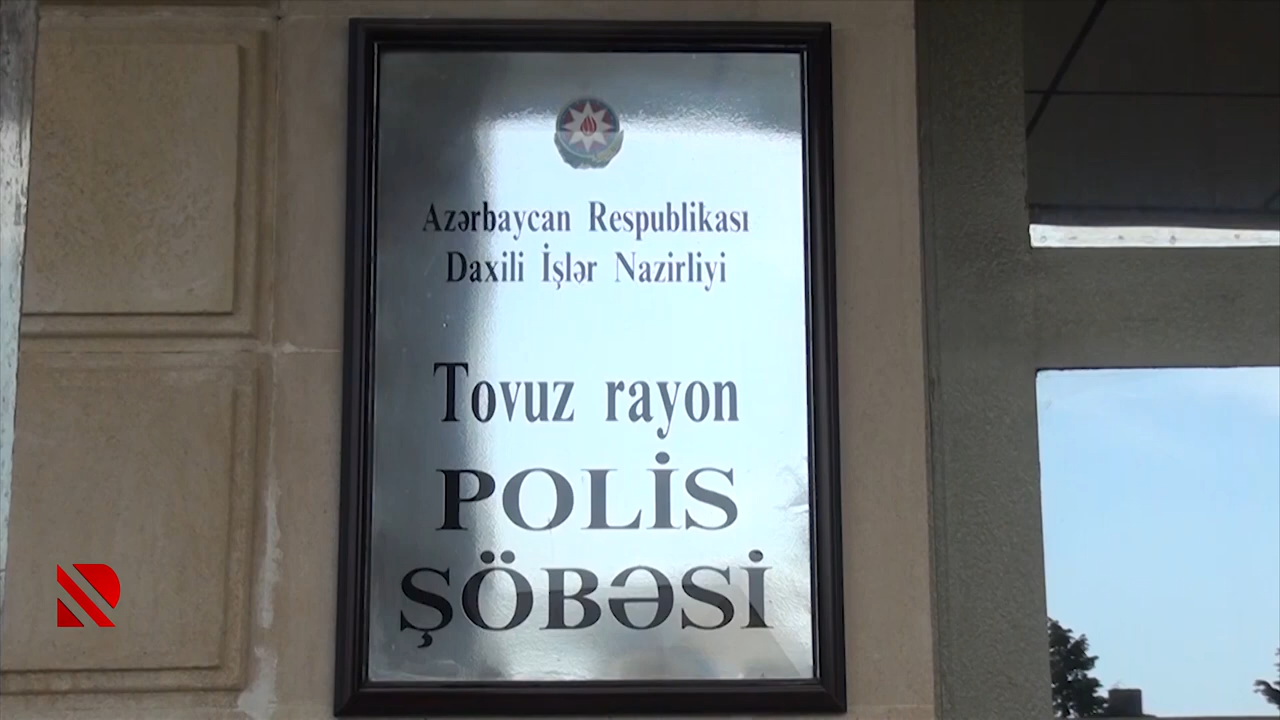 Azərbaycan Respublikası
Daxili İşlər Nazirliyi
Tovuz rayon
POLİS
ŞÖBƏSİ